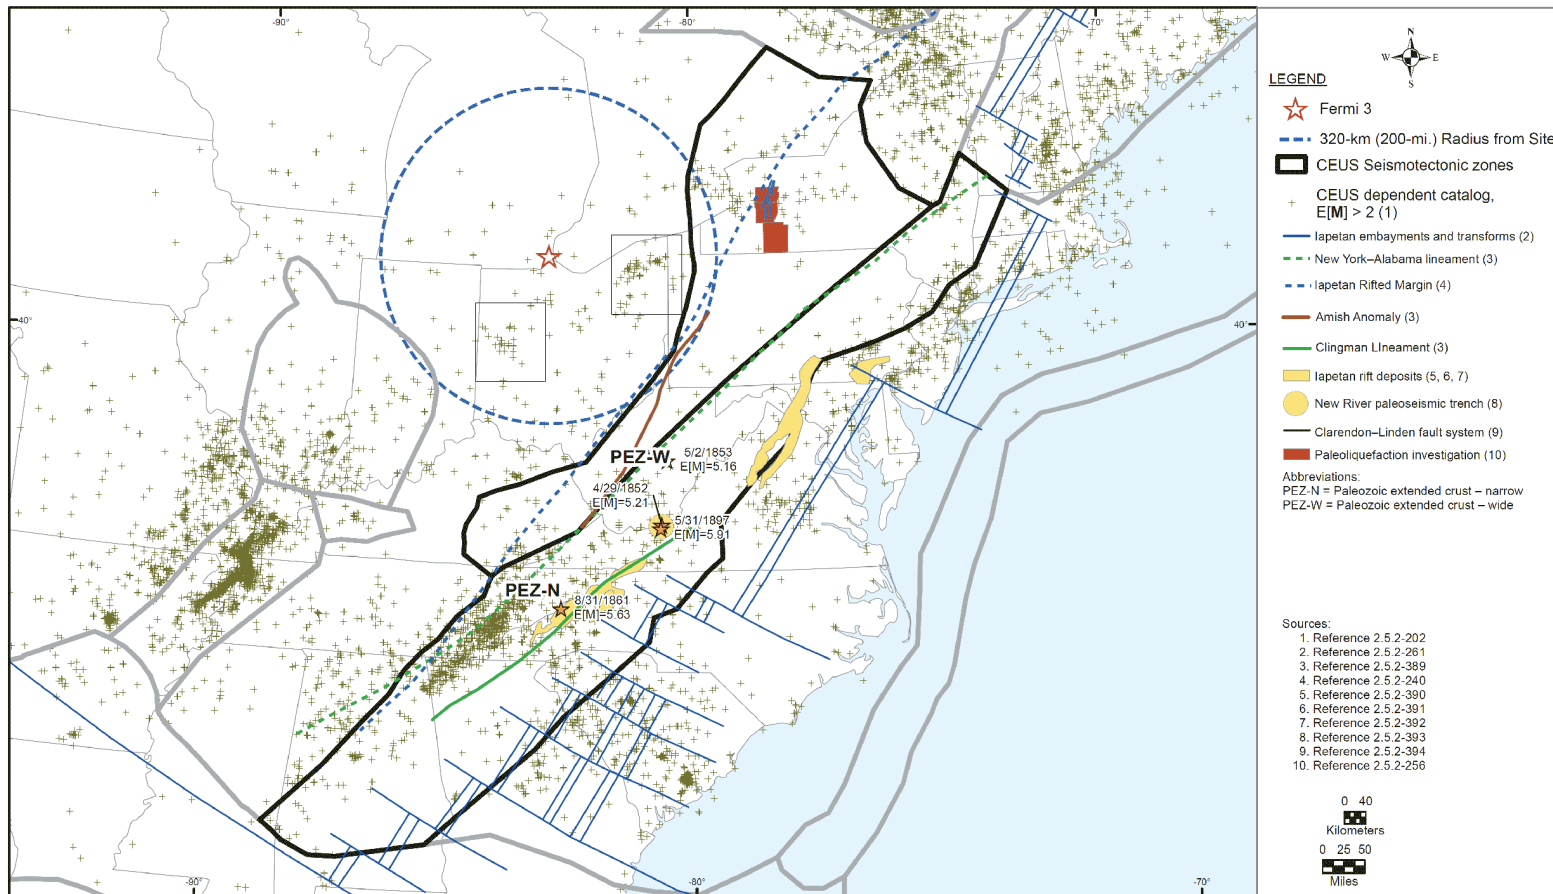 -90°
-80°
-70°
40°
40°
PEZ-W
5/2/1853
E[M]=5.16
4/29/1852
E[M]=5.21
5/31/1897
E[M]=5.91
PEZ-N
8/31/1861
E[M]=5.63
-90°
-80°
-70°
N
W
E
S
LEGEND
Fermi 3
320-km (200-mi.) Radius from Site
CEUS Seismotectonic zones
CEUS dependent catalog,
E[M] > 2 (1)
Iapetan embayments and transforms (2)
New York–Alabama lineament (3)
Iapetan Rifted Margin (4)
Amish Anomaly (3)
Clingman LIneament (3)
Iapetan rift deposits (5, 6, 7)
New River paleoseismic trench (8)
Clarendon–Linden fault system (9)
Paleoliquefaction investigation (10)
Abbreviations:
PEZ-N = Paleozoic extended crust – narrow
PEZ-W = Paleozoic extended crust – wide
Sources:
1. Reference 2.5.2-202
2. Reference 2.5.2-261
3. Reference 2.5.2-389
4. Reference 2.5.2-240
5. Reference 2.5.2-390
6. Reference 2.5.2-391
7. Reference 2.5.2-392
8. Reference 2.5.2-393
9. Reference 2.5.2-394
10. Reference 2.5.2-256
0 40
Kilometers
0 25 50
Miles